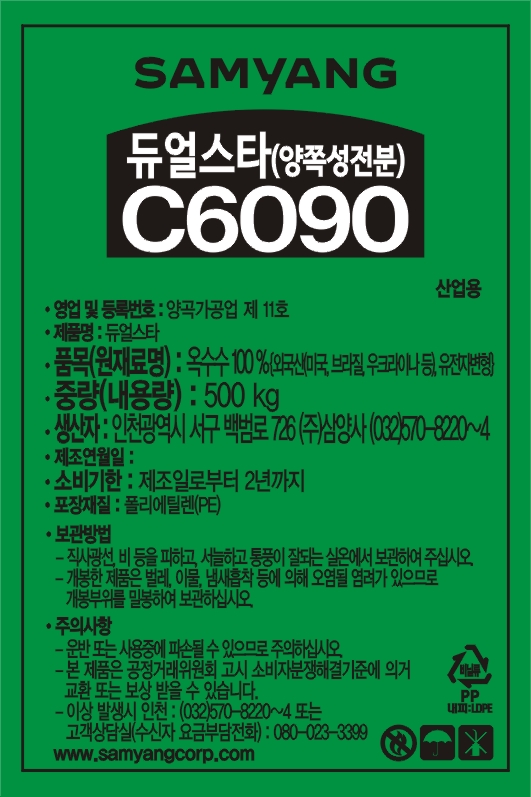 SAMYANG
듀얼스타(양쪽성전분)
C6090
산업용
• 영업 및 등록번호 : 양곡가공업 제 11호
• 제품명 : 듀얼스타
• 품목(원재료명) : 옥수수 100 % (외국산(미국, 브라질, 우크라이나 등), 유전자변형)
• 중량(내용량) : 500 kg
• 생산자 : 인천광역시 서구 백범로 726 (주)삼양사 (032)570-8220~4
• 제조연월일 :
• 소비기한 : 제조일로부터 2년까지
• 포장재질 : 폴리에틸렌(PE)
• 보관방법
– 직사광선, 비 등을 피하고, 서늘하고 통풍이 잘되는 실온에서 보관하여 주십시오.
– 개봉한 제품은 벌레, 이물, 냄새흡착 등에 의해 오염될 염려가 있으므로
개봉부위를 밀봉하여 보관하십시오.
• 주의사항
– 운반 또는 사용중에 파손될 수 있으므로 주의하십시오.
– 본 제품은 공정거래위원회 고시 소비자분쟁해결기준에 의거
교환 또는 보상 받을 수 있습니다.
– 이상 발생시 인천 : (032)570-8220~4 또는
고객상담실(수신자 요금부담전화) : 080-023-3399
www.samyangcorp.com
비닐류
PP
내피:LDPE